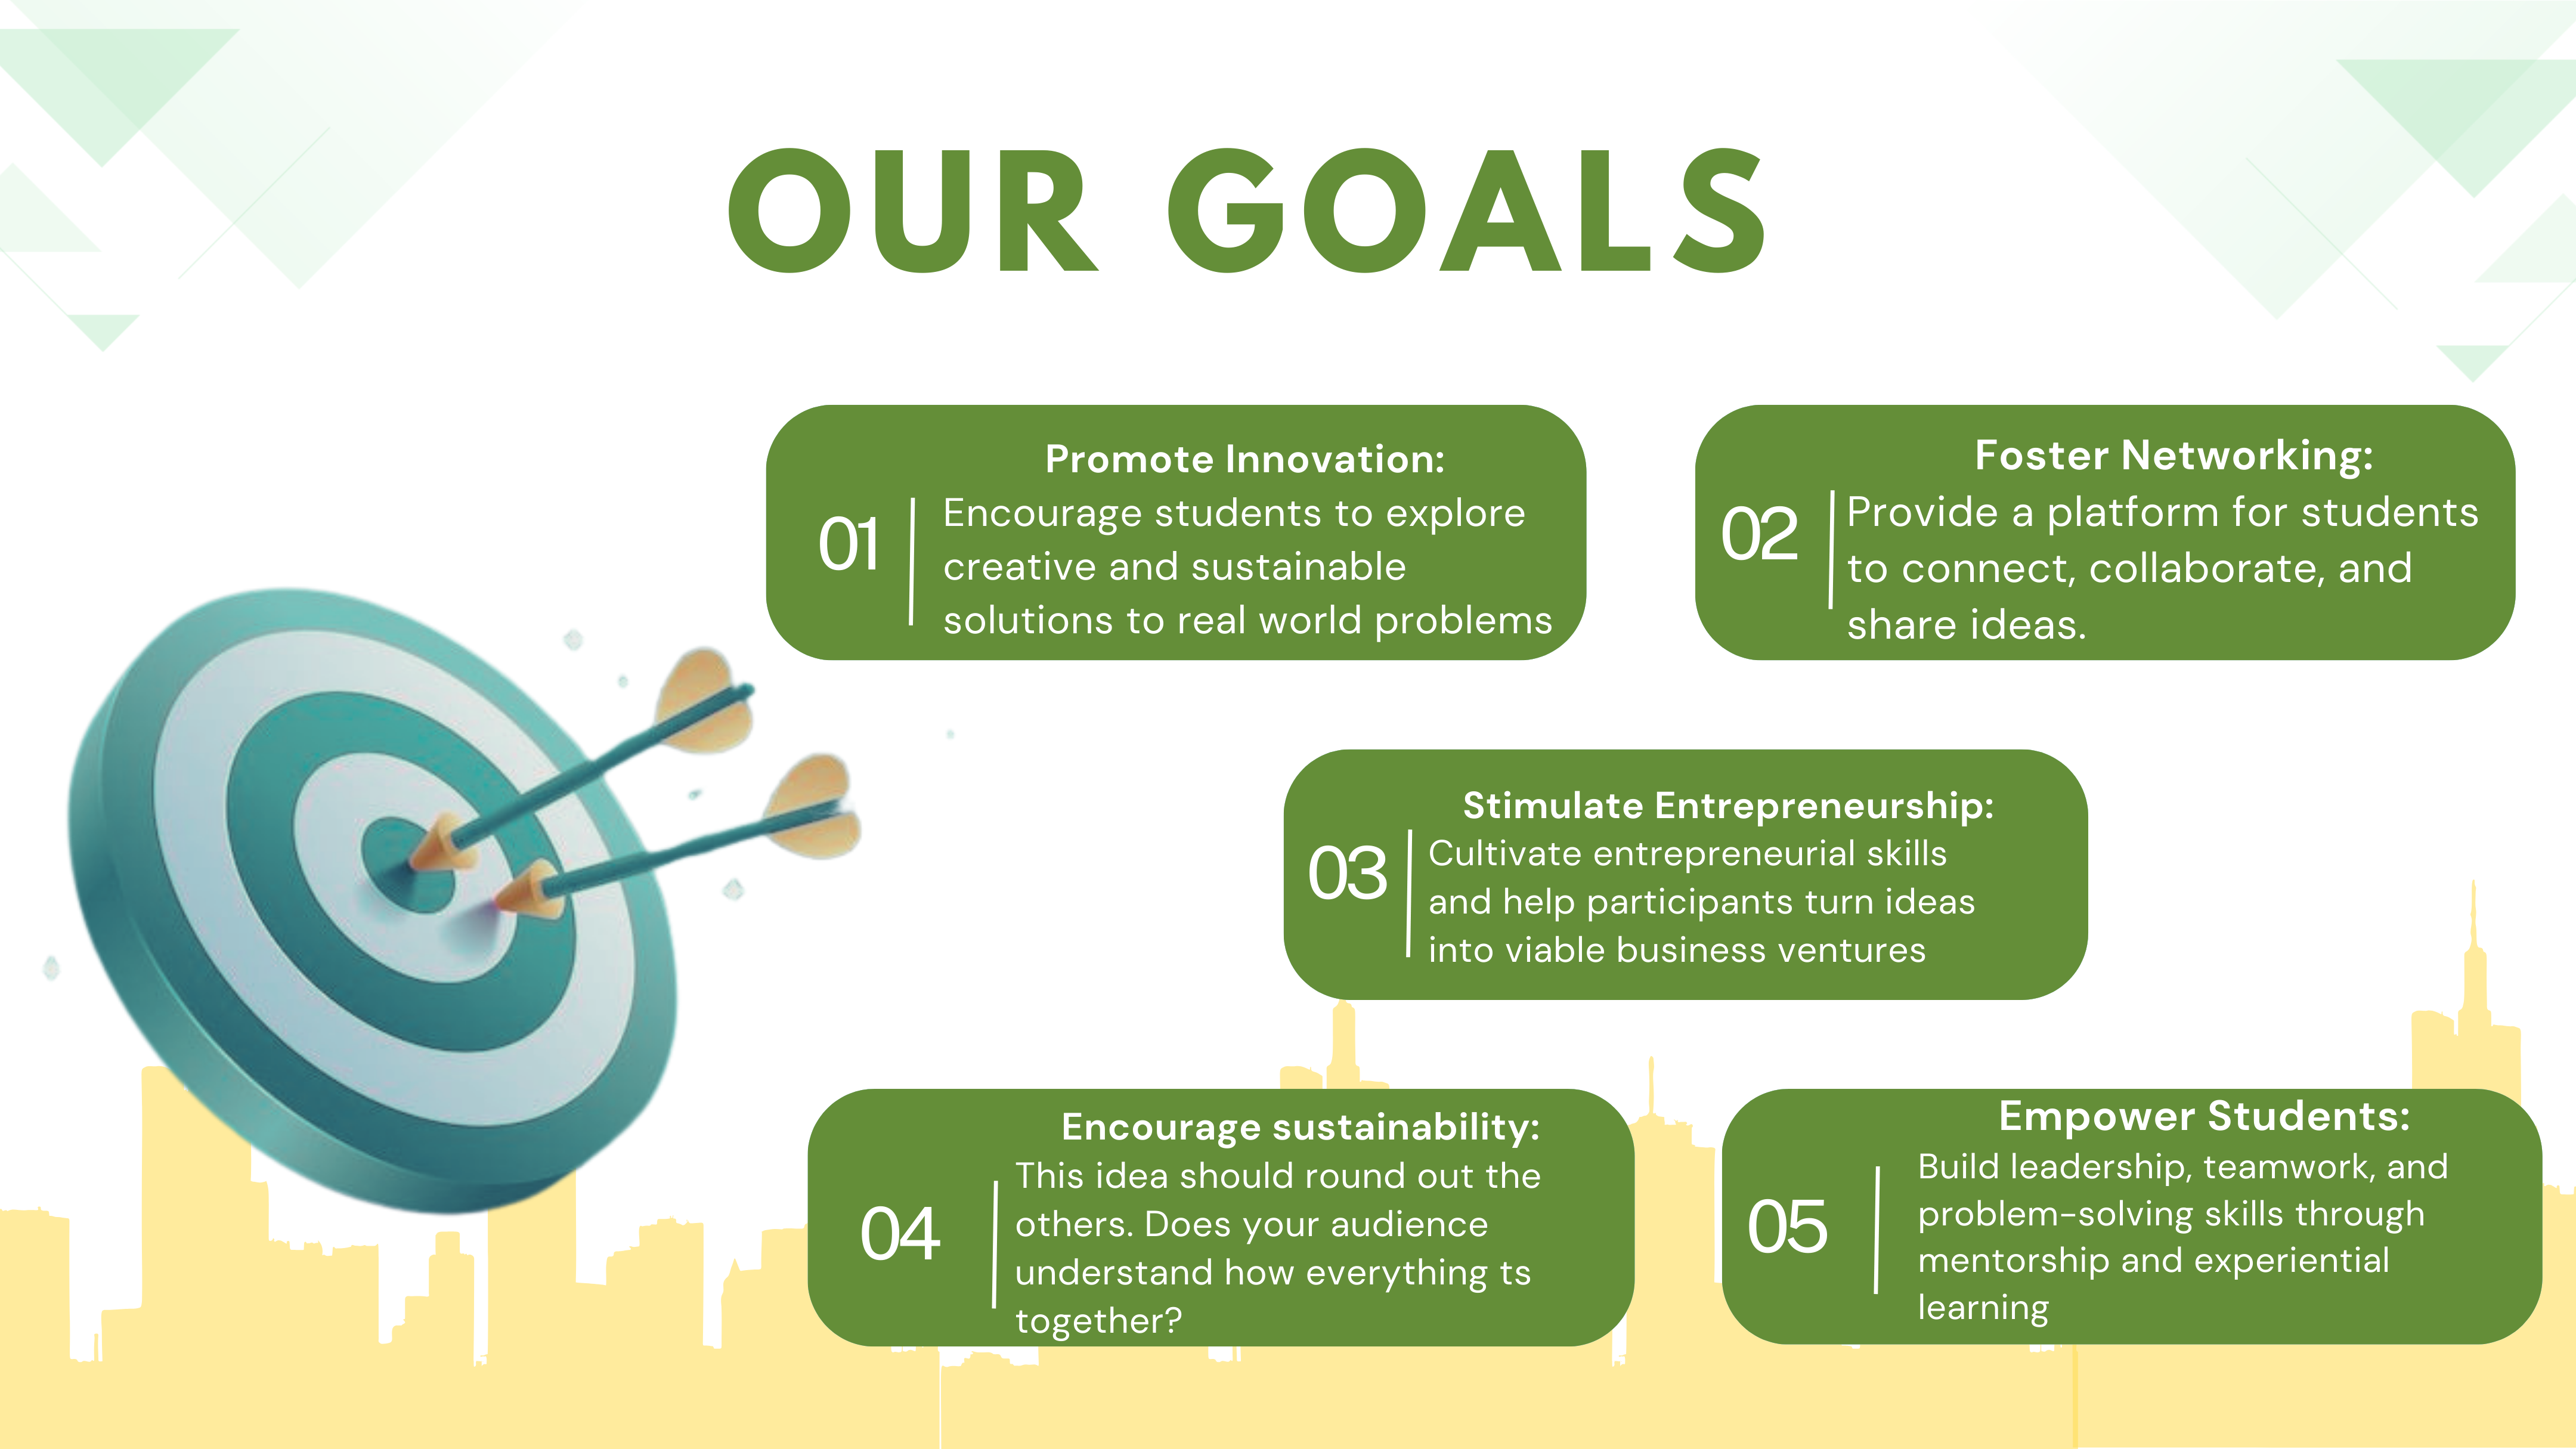 OUR GOALS
01
Promote Innovation:
Encourage students to explore
creative and sustainable
solutions to real world problems
02
Foster Networking:
Provide a platform for students
to connect, collaborate, and
share ideas.
03
Stimulate Entrepreneurship:
Cultivate entrepreneurial skills
and help participants turn ideas
into viable business ventures
04
Encourage sustainability:
This idea should round out the
others. Does your audience
understand how everything ts
together?
05
Empower Students:
Build leadership, teamwork, and
problem-solving skills through
mentorship and experiential
learning